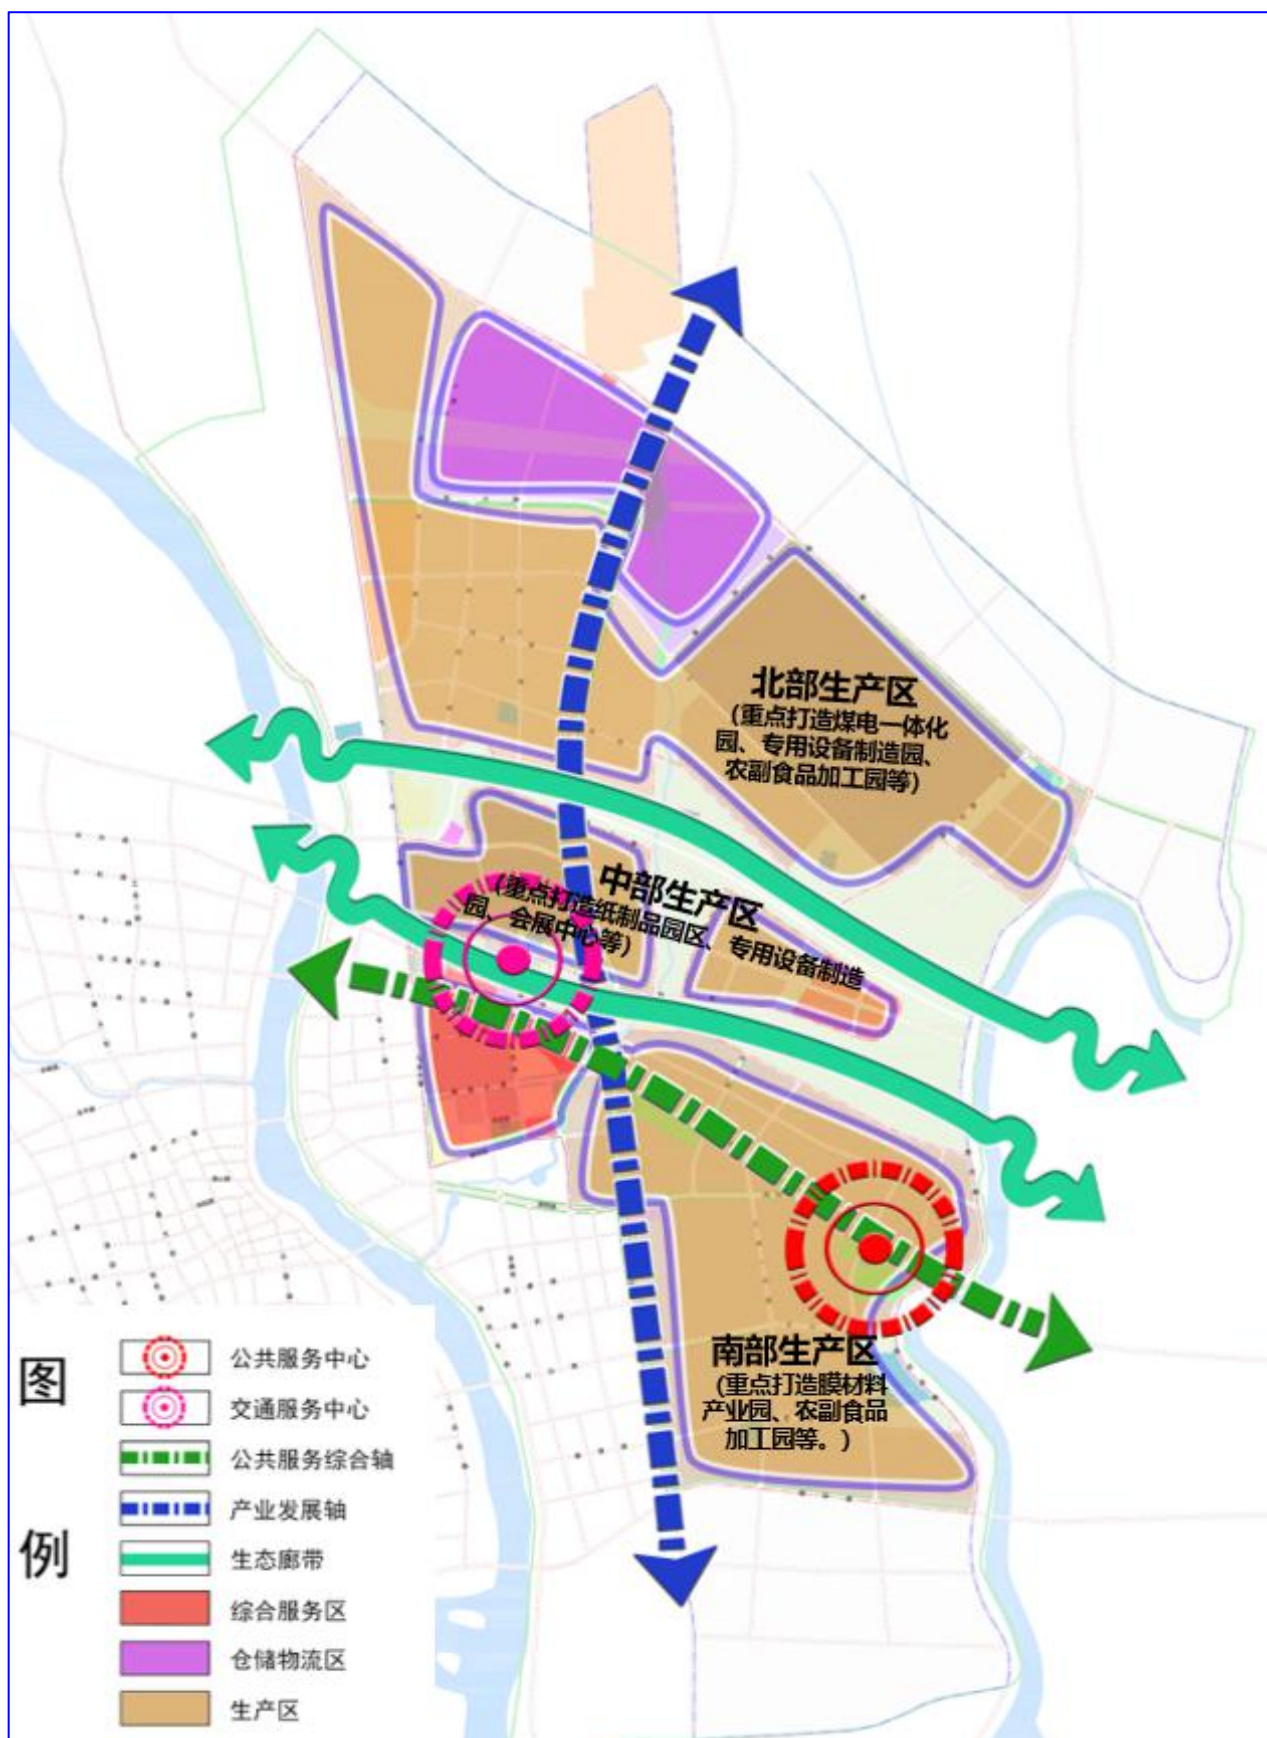 北部生产区
(重点打造煤电一体化
园、专用设备制造园、
农副食品加工园等)
中部生产区
(重点打造纸制品园区、专用设备制造
园、会展中心等)
南部生产区
(重点打造膜材料
产业园、农副食品
加工园等。)
图
例
公共服务中心
交通服务中心
公共服务综合轴
产业发展轴
生态廊带
综合服务区
仓储物流区
生产区